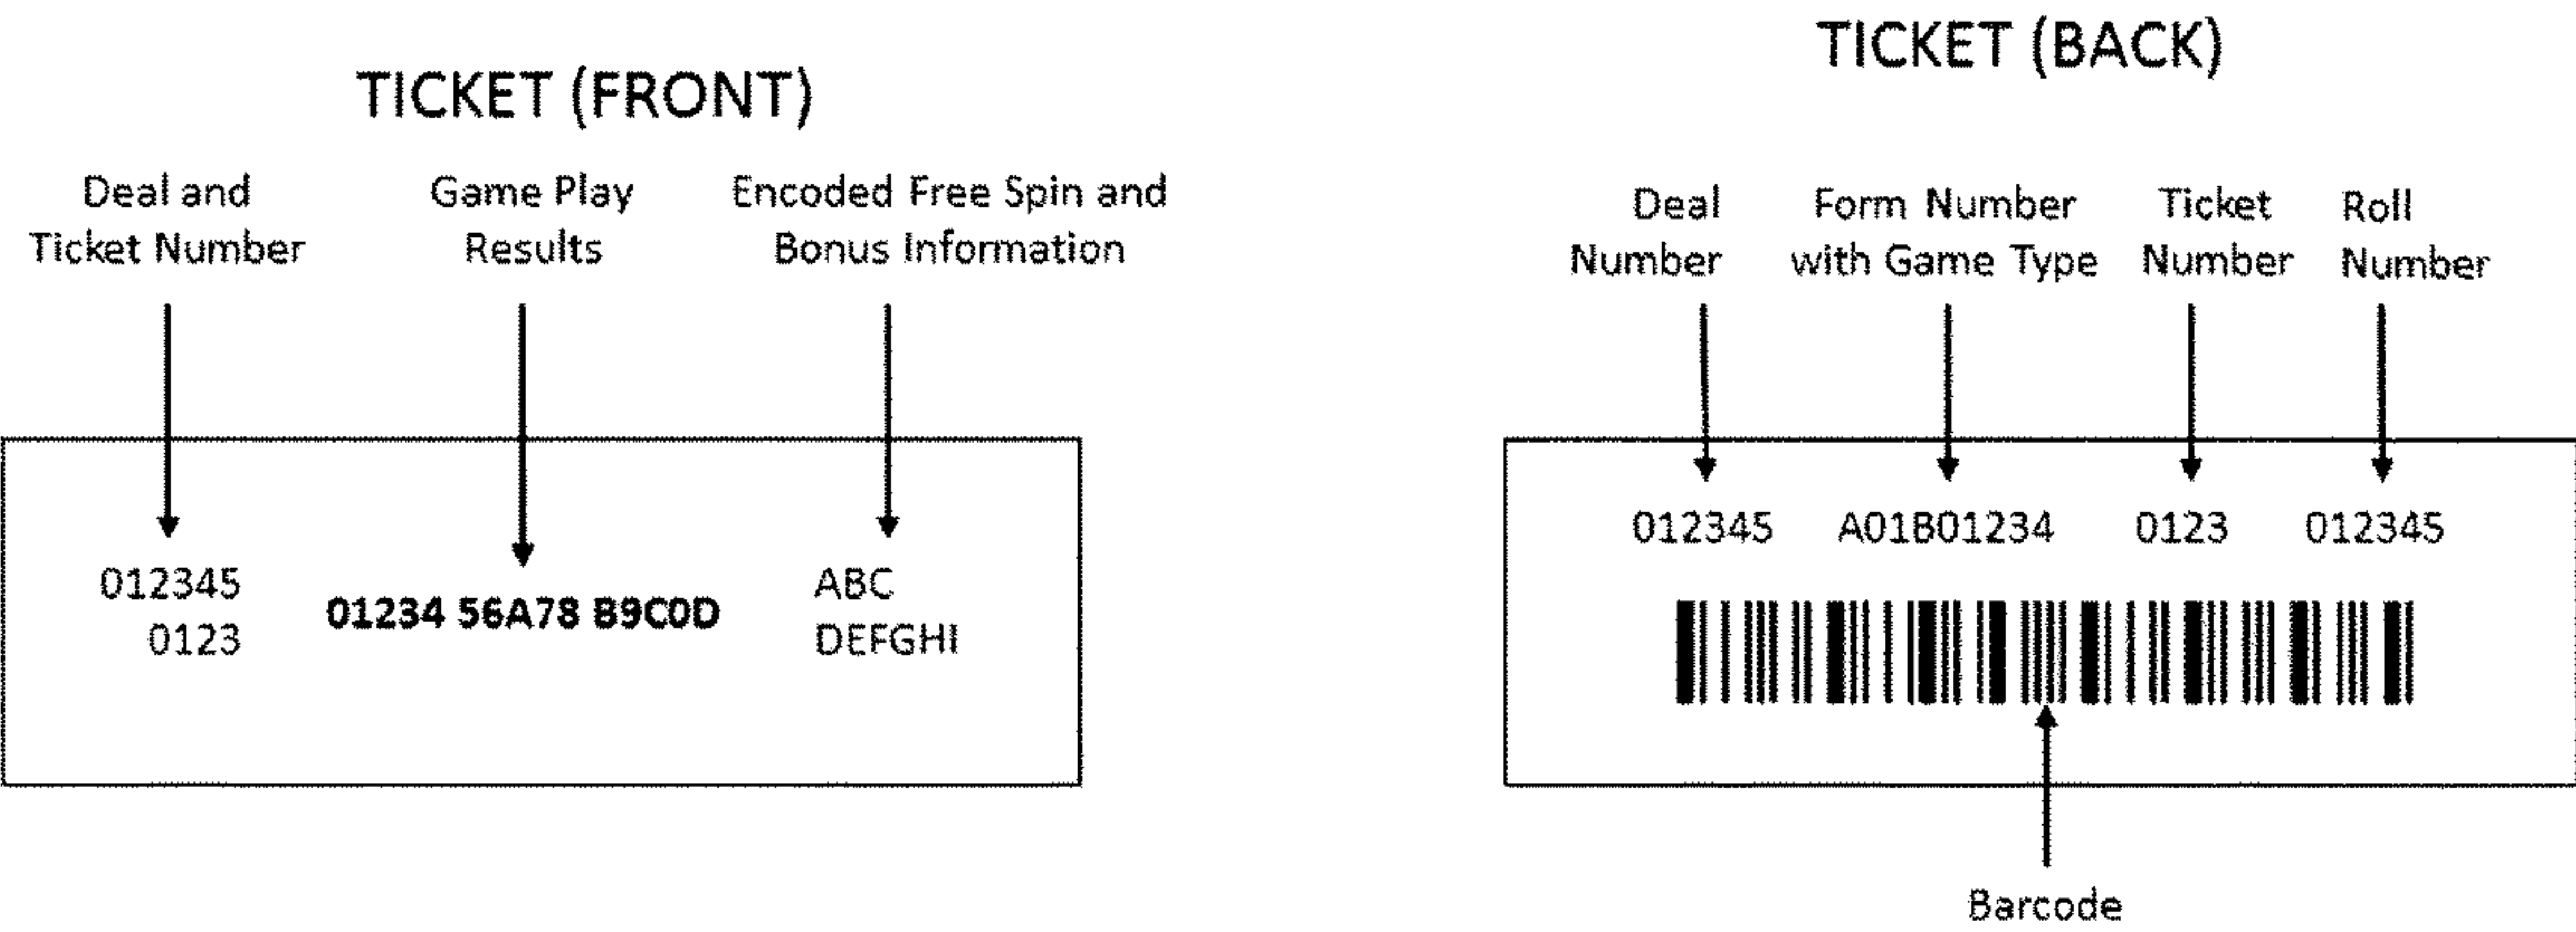 TICKET (FRONT)
Deal and
Ticket Number
Game Play
Results
Encoded Free Spin and
Bonus Information
012345
0123
01234 56A78 B9C0D
ABC
DEFGHI
TICKET (BACK)
Deal
Number
Form Number
with Game Type
Ticket
Number
Roll
Number
012345 A01B01234 0123 012345
Barcode